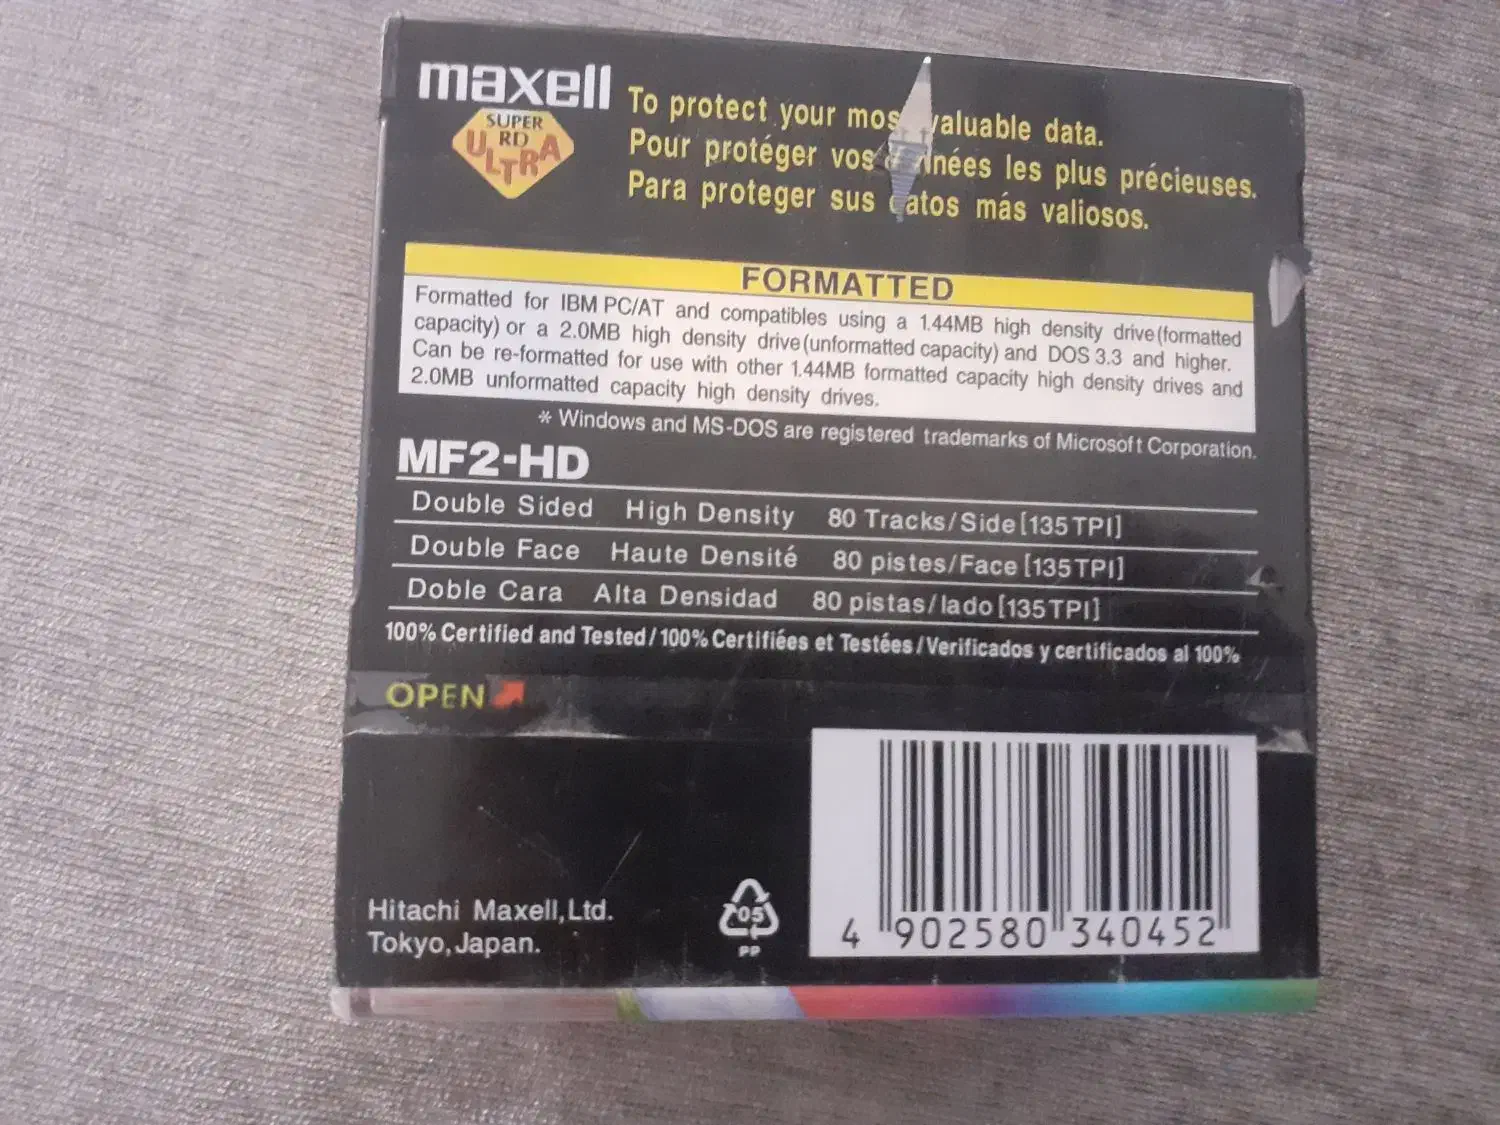 maxell
SUPER
RD
ULTRA
To protect your most valuable data.
Pour protéger vos données les plus précieuses.
Para proteger sus datos más valiosos.
FORMATTED
Formatted for IBM PC/AT and compatibles using a 1.44MB high density drive(formatted
capacity) or a 2.0MB high density drive(unformatted capacity) and DOS 3.3 and higher.
Can be re-formatted for use with other 1.44MB formatted capacity high density drives and
2.0MB unformatted capacity high density drives.
* Windows and MS-DOS are registered trademarks of Microsoft Corporation.
MF2-HD
Double Sided High Density 80 Tracks/Side[135TPI]
Double Face Haute Densité 80 pistes/Face[135TPI]
Doble Cara Alta Densidad 80 pistas/lado[135TPI]
100% Certified and Tested/100% Certifiées et Testées/Verificados y certificados al 100%
OPEN
Hitachi Maxell,Ltd.
Tokyo,Japan.
05
PP
4 902580 340452